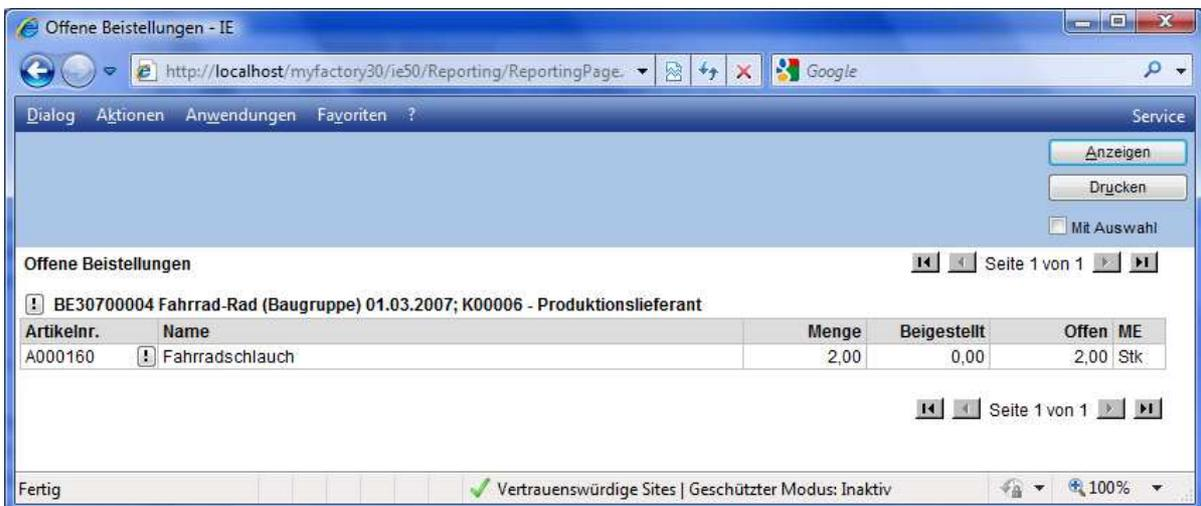 Offene Beistellungen - IE
http://localhost/myfactory30/ie50/Reporting/ReportingPage. Google
Dialog Aktionen Anwendungen Favoriten ? Service
Anzeigen
Drucken
Mit Auswahl
Offene Beistellungen Seite 1 von 1
! BE30700004 Fahrrad-Rad (Baugruppe) 01.03.2007; K00006 - Produktionslieferant
Artikelnr. Name Menge Beigestellt Offen ME
A000160 ! Fahrradschlauch 2,00 0,00 2,00 Stk
Seite 1 von 1
Fertig Vertrauenswürdige Sites | Geschützter Modus: Inaktiv 100%